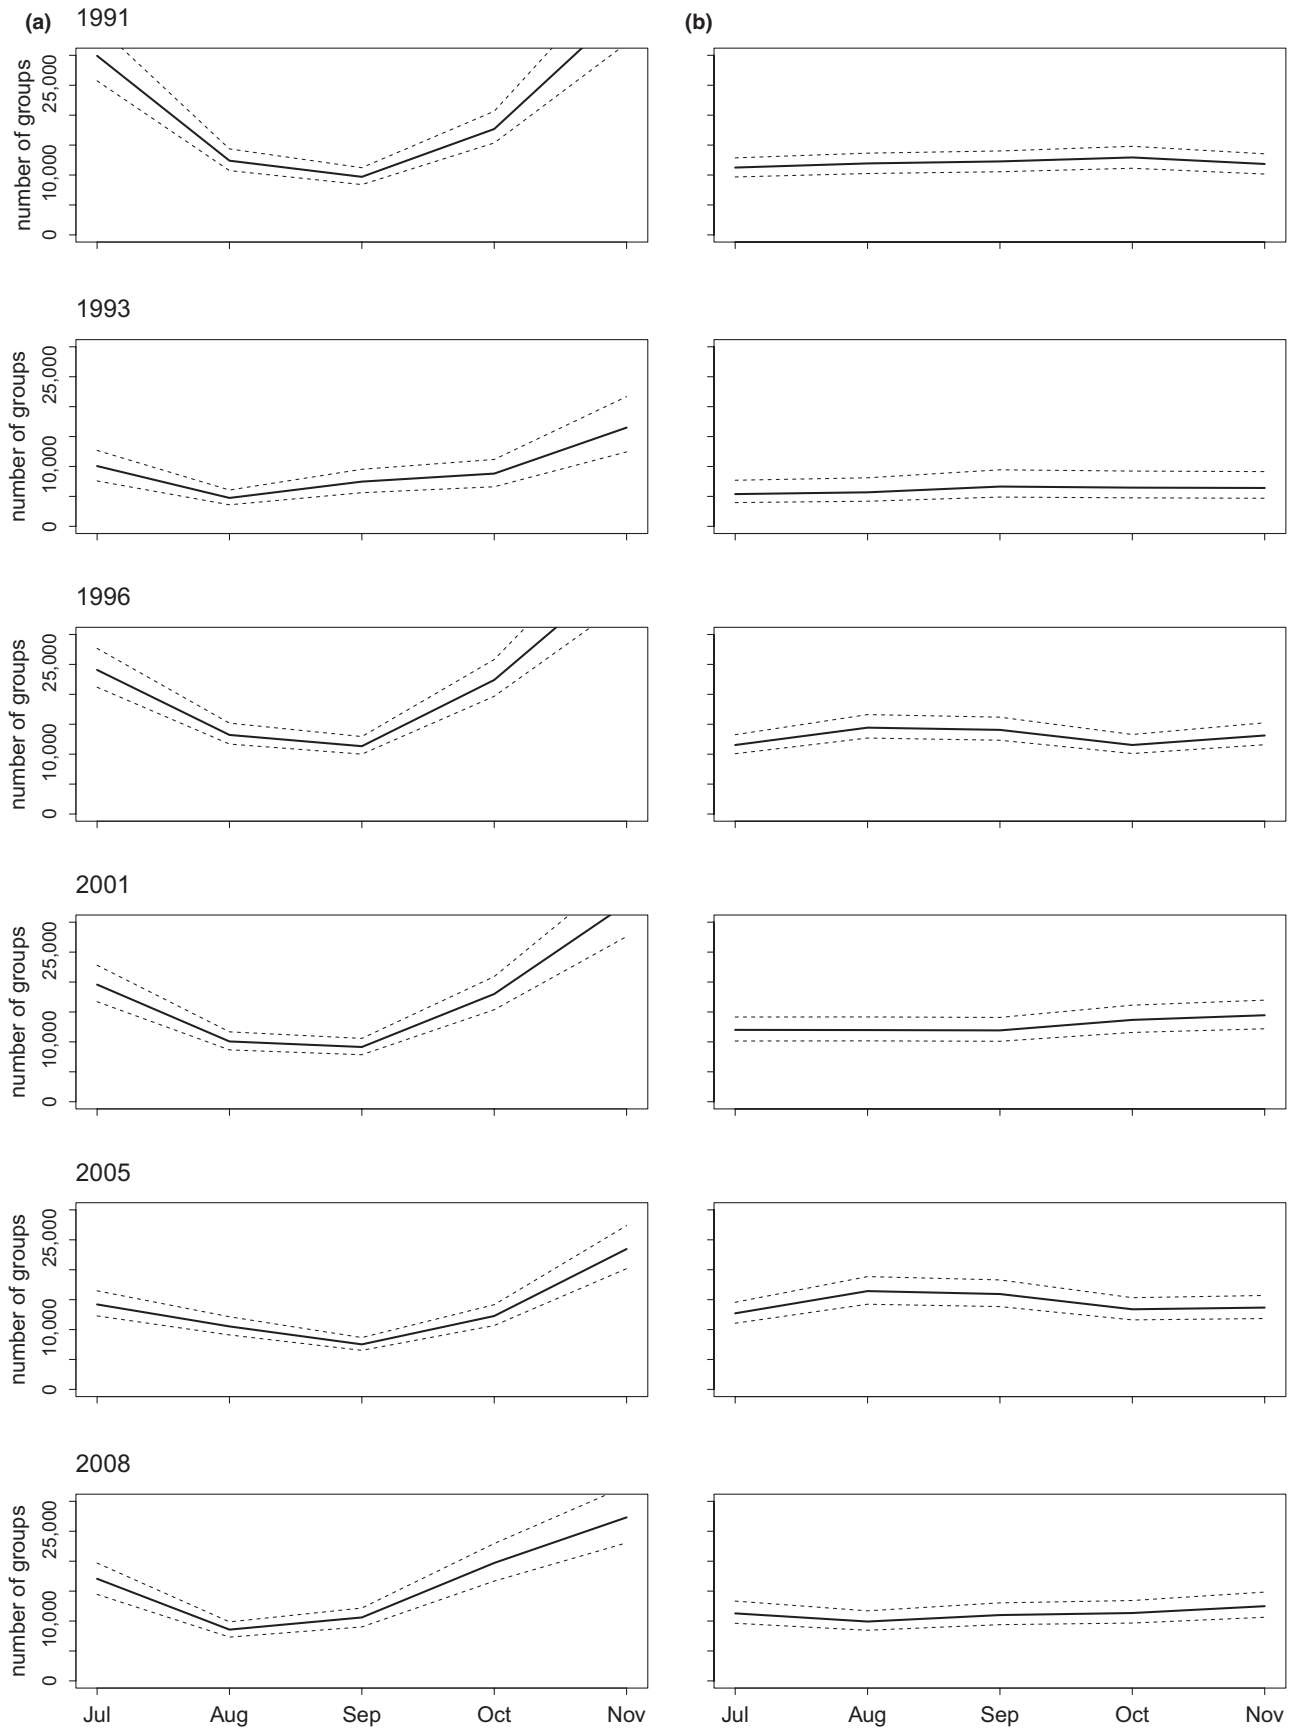 (a) 1991 (b)
number of groups
25,000
10,000
0
1993
number of groups
25,000
10,000
0
1996
number of groups
25,000
10,000
0
2001
number of groups
25,000
10,000
0
2005
number of groups
25,000
10,000
0
2008
number of groups
25,000
10,000
0
Jul Aug Sep Oct Nov Jul Aug Sep Oct Nov